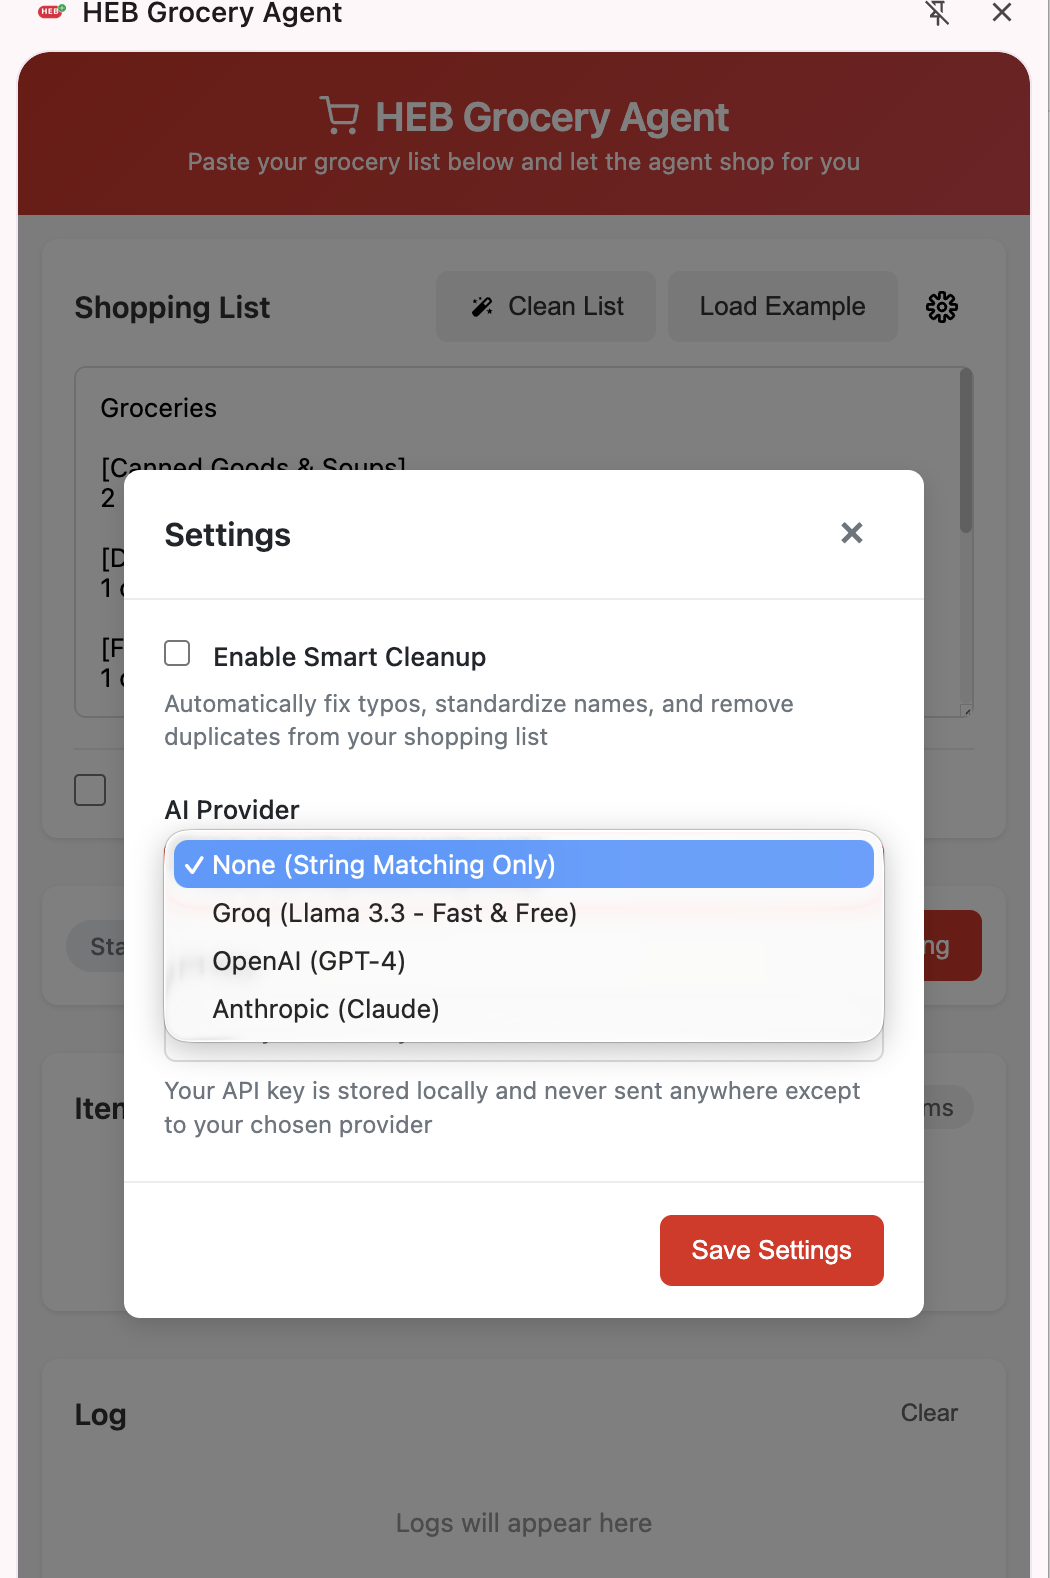 HEB
HEB Grocery Agent
HEB Grocery Agent
Paste your grocery list below and let the agent shop for you
Shopping List
Clean List
Load Example
Groceries
[Canned Goods & Soups]
2
[D
1
[F
1
Settings
Enable Smart Cleanup
Automatically fix typos, standardize names, and remove
duplicates from your shopping list
AI Provider
✓ None (String Matching Only)
Groq (Llama 3.3 - Fast & Free)
OpenAI (GPT-4)
Anthropic (Claude)
Sta
ng
Your API key is stored locally and never sent anywhere except
to your chosen provider
Iten
ms
Save Settings
Log
Clear
Logs will appear here